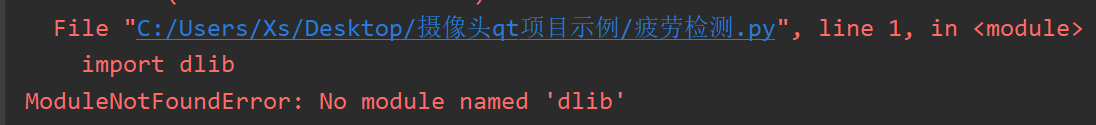 File "C:/Users/Xs/Desktop/摄像头qt项目示例/疲劳检测.py", line 1, in <module>
import dlib
ModuleNotFoundError: No module named 'dlib'